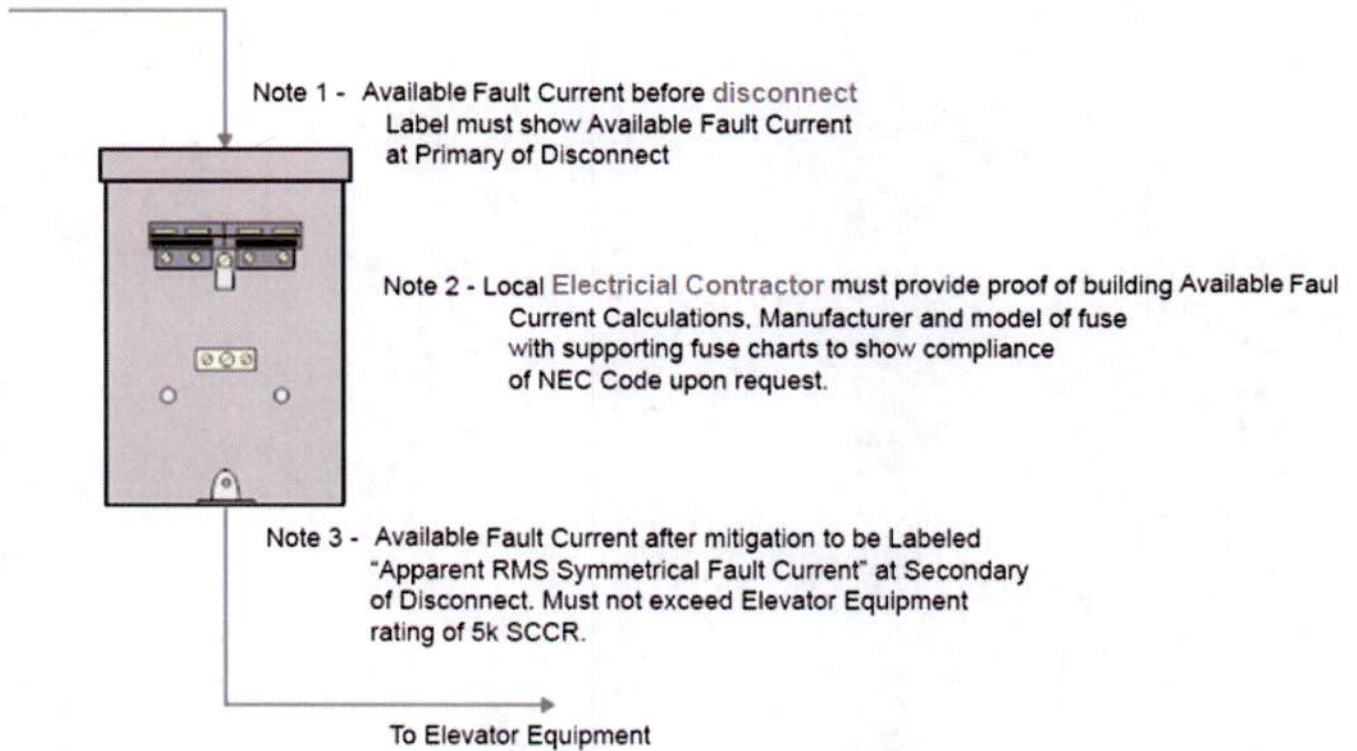 Note 1 - Available Fault Current before disconnect
Label must show Available Fault Current
at Primary of Disconnect
Note 2 - Local Electricial Contractor must provide proof of building Available Faul
Current Calculations, Manufacturer and model of fuse
with supporting fuse charts to show compliance
of NEC Code upon request.
Note 3 - Available Fault Current after mitigation to be Labeled
"Apparent RMS Symmetrical Fault Current" at Secondary
of Disconnect. Must not exceed Elevator Equipment
rating of 5k SCCR.
To Elevator Equipment